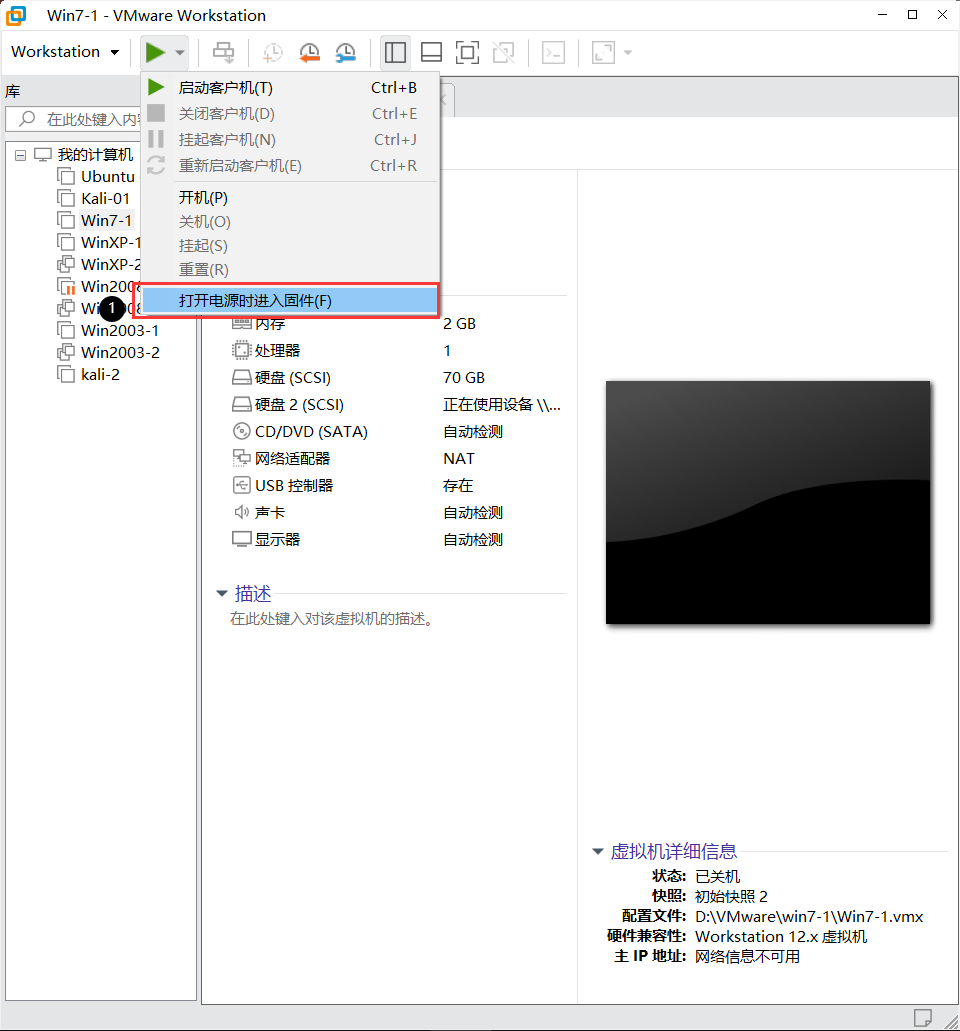 Win7-1 - VMware Workstation
Workstation
库
在此处键入内
启动客户机(T) Ctrl+B
关闭客户机(D) Ctrl+E
挂起客户机(N) Ctrl+J
重新启动客户机(E) Ctrl+R
开机(P)
关机(O)
挂起(S)
重置(R)
打开电源时进入固件(F)
我的计算机
Ubuntu
Kali-01
Win7-1
WinXP-1
WinXP-2
Win200
1
Win2003-1
Win2003-2
kali-2
内存 2 GB
处理器 1
硬盘 (SCSI) 70 GB
硬盘 2 (SCSI) 正在使用设备 \\...
CD/DVD (SATA) 自动检测
网络适配器 NAT
USB 控制器 存在
声卡 自动检测
显示器 自动检测
描述
在此处键入对该虚拟机的描述。
虚拟机详细信息
状态: 已关机
快照: 初始快照 2
配置文件: D:\VMware\win7-1\Win7-1.vmx
硬件兼容性: Workstation 12.x 虚拟机
主 IP 地址: 网络信息不可用